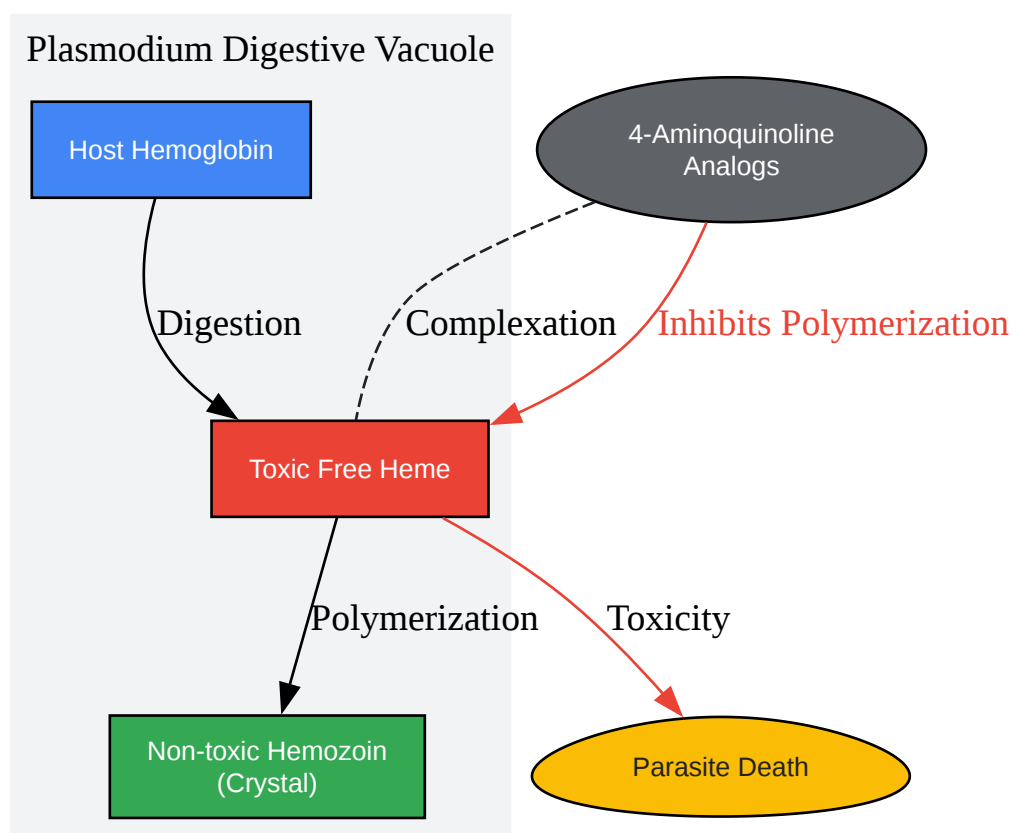 Plasmodium Digestive Vacuole
Host Hemoglobin
4-Aminoquinoline
Analogs
Digestion
Complexation
Inhibits Polymerization
Toxic Free Heme
Polymerization
Toxicity
Non-toxic Hemozoin
(Crystal)
Parasite Death